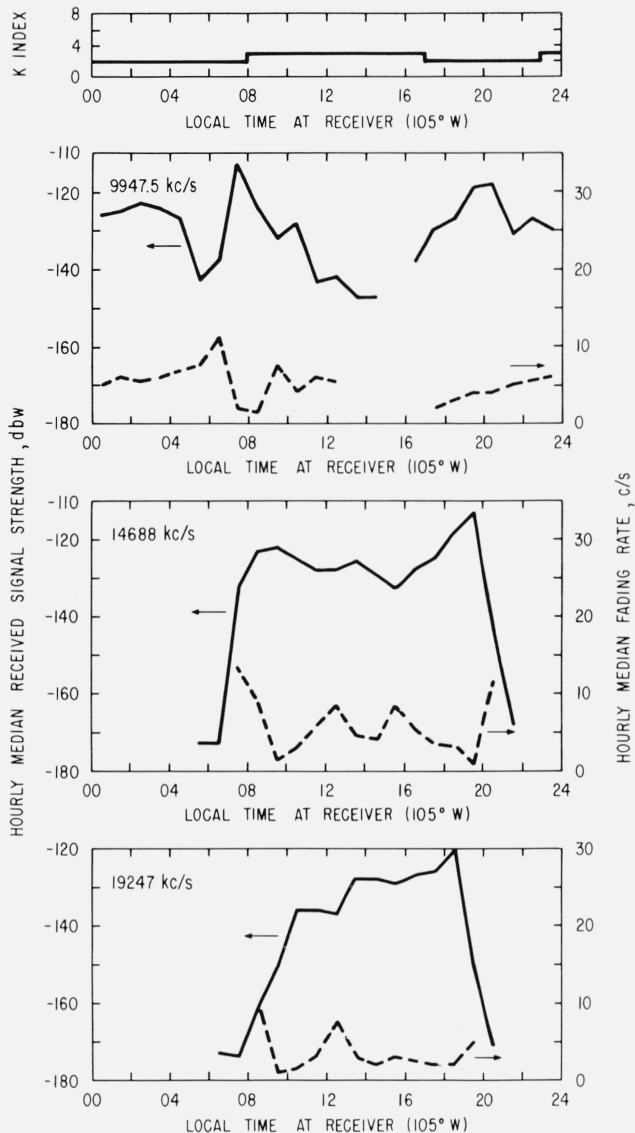 K INDEX
8
4
0
00 04 08 12 16 20 24
LOCAL TIME AT RECEIVER (105° W)
HOURLY MEDIAN RECEIVED SIGNAL STRENGTH, dbw
HOURLY MEDIAN FADING RATE, c/s
9947.5 kc/s
-110
-120
-140
-160
-180
30
20
10
0
00 04 08 12 16 20 24
LOCAL TIME AT RECEIVER (105° W)
14688 kc/s
-110
-120
-140
-160
-180
30
20
10
0
00 04 08 12 16 20 24
LOCAL TIME AT RECEIVER (105° W)
19247 kc/s
-120
-140
-160
-180
30
20
10
0
00 04 08 12 16 20 24
LOCAL TIME AT RECEIVER (105° W)